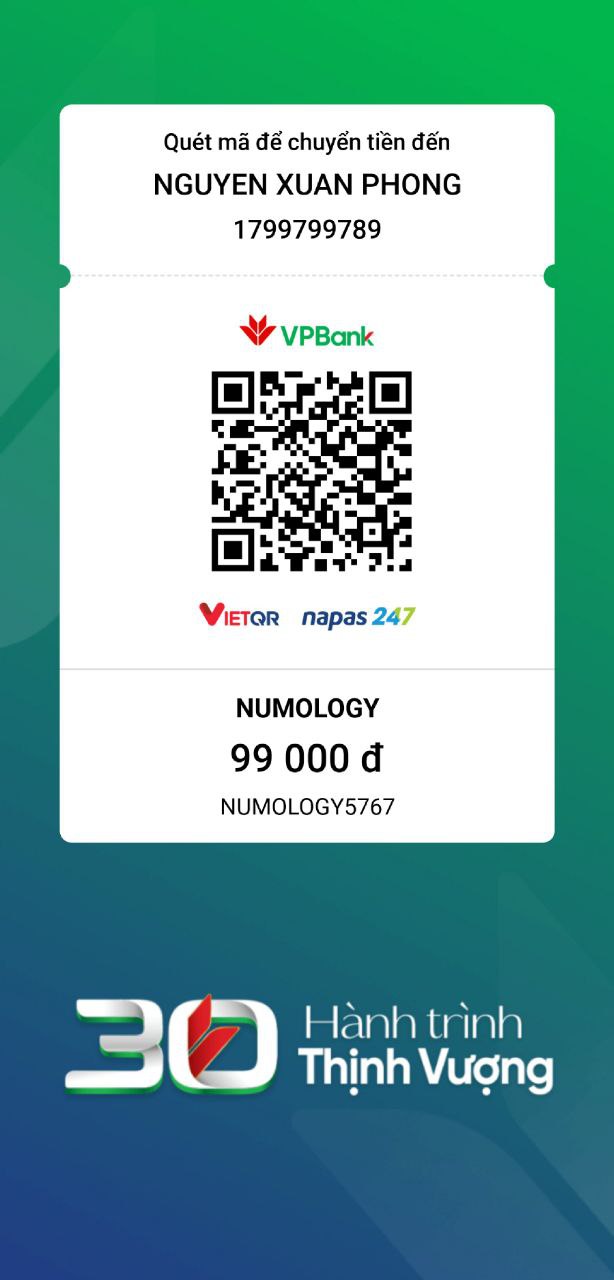 Quét mã để chuyển tiền đến
NGUYEN XUAN PHONG
1799799789
VPBank
VIETQR napas 247
NUMOLOGY
99 000 đ
NUMOLOGY5767
30 Hành trình
Thịnh Vượng